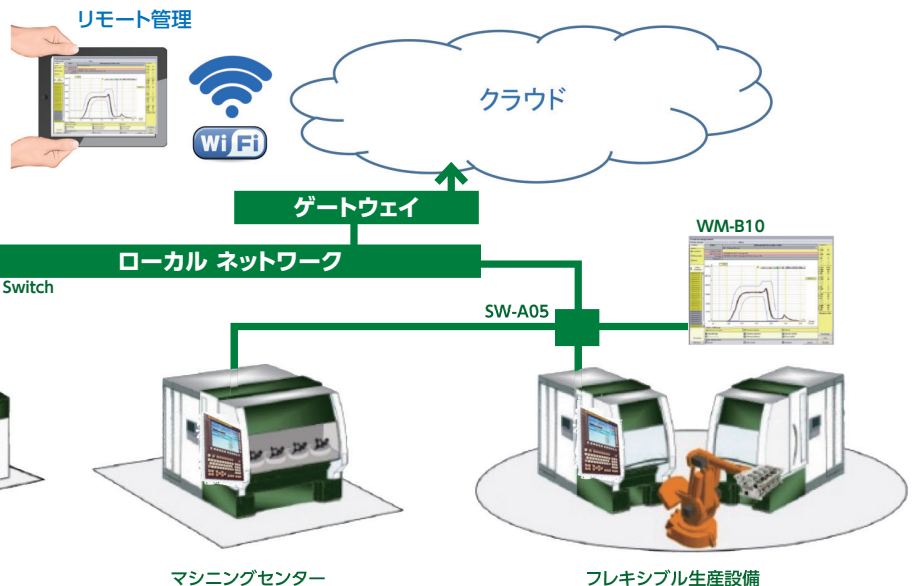 リモート管理
Wi Fi
クラウド
ゲートウェイ
WM-B10
ローカル ネットワーク
Switch
SW-A05
マシニングセンター
フレキシブル生産設備